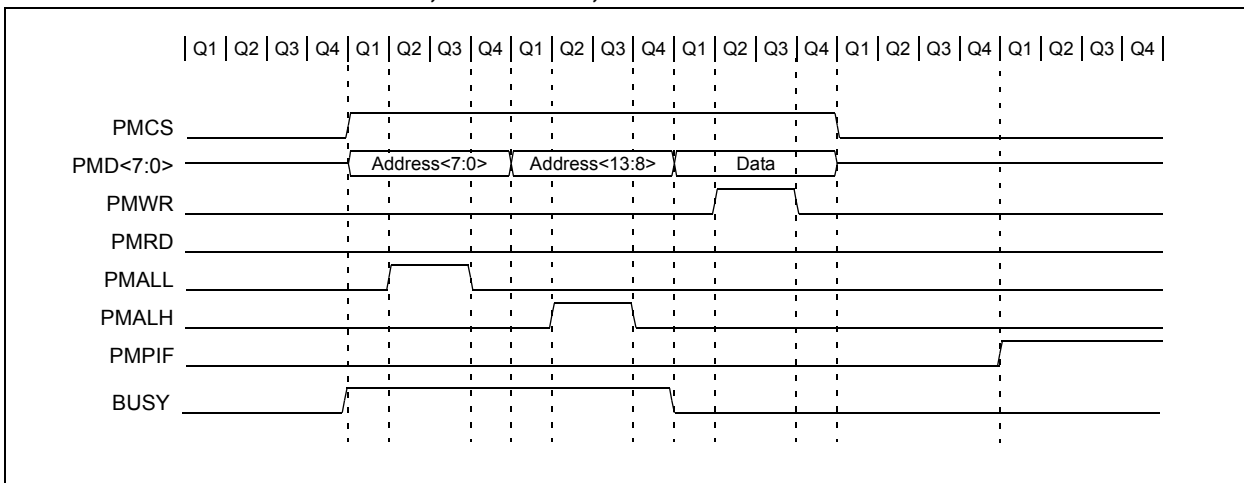 Q1 Q2 Q3 Q4 Q1 Q2 Q3 Q4 Q1 Q2 Q3 Q4 Q1 Q2 Q3 Q4 Q1 Q2 Q3 Q4 Q1 Q2 Q3 Q4
PMCS
PMD<7:0> Address<7:0> Address<13:8> Data
PMWR
PMRD
PMALL
PMALH
PMPIF
BUSY